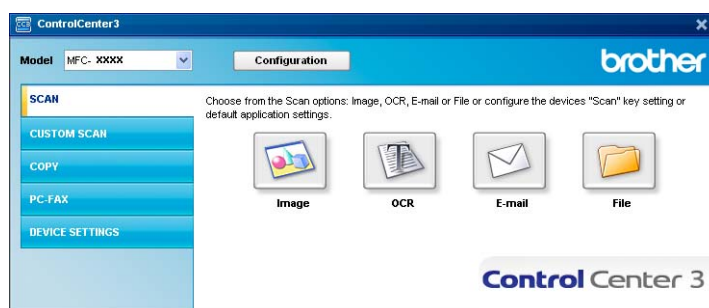 ControlCenter3
Model MFC- XXXX Configuration brother
SCAN
CUSTOM SCAN
COPY
PC-FAX
DEVICE SETTINGS
Choose from the Scan options: Image, OCR, E-mail or File or configure the devices "Scan" key setting or
default application settings.
Image OCR E-mail File
Control Center 3